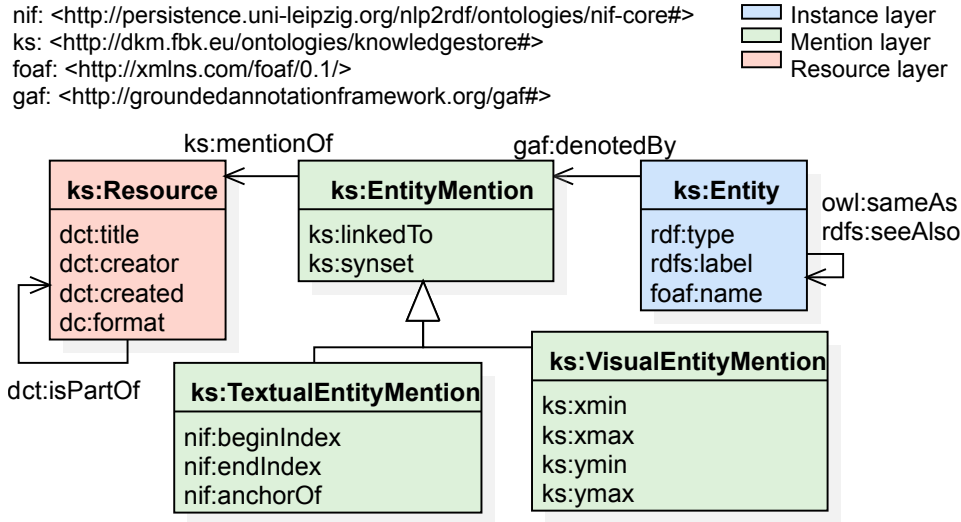 nif: <http://persistence.uni-leipzig.org/nlp2rdf/ontologies/nif-core#>
ks: <http://dkm.fbk.eu/ontologies/knowledgestore#>
foaf: <http://xmlns.com/foaf/0.1/>
gaf: <http://groundedannotationframework.org/gaf#>
Instance layer
Mention layer
Resource layer
ks:mentionOf
gaf:denotedBy
ks:Resource
dct:title
dct:creator
dct:created
dc:format
dct:isPartOf
ks:EntityMention
ks:linkedTo
ks:synset
ks:Entity
rdf:type
rdfs:label
foaf:name
owl:sameAs
rdfs:seeAlso
ks:TextualEntityMention
nif:beginIndex
nif:endIndex
nif:anchorOf
ks:VisualEntityMention
ks:xmin
ks:xmax
ks:ymin
ks:ymax